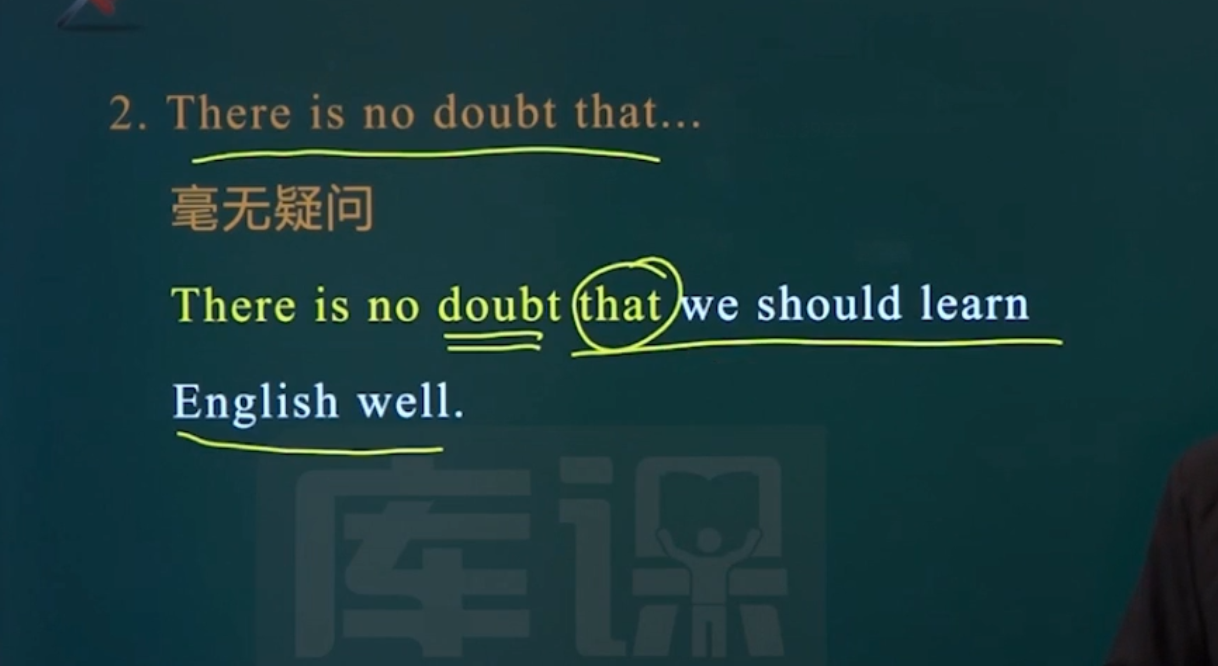 2. There is no doubt that...
毫无疑问
There is no doubt that we should learn
English well.
库课